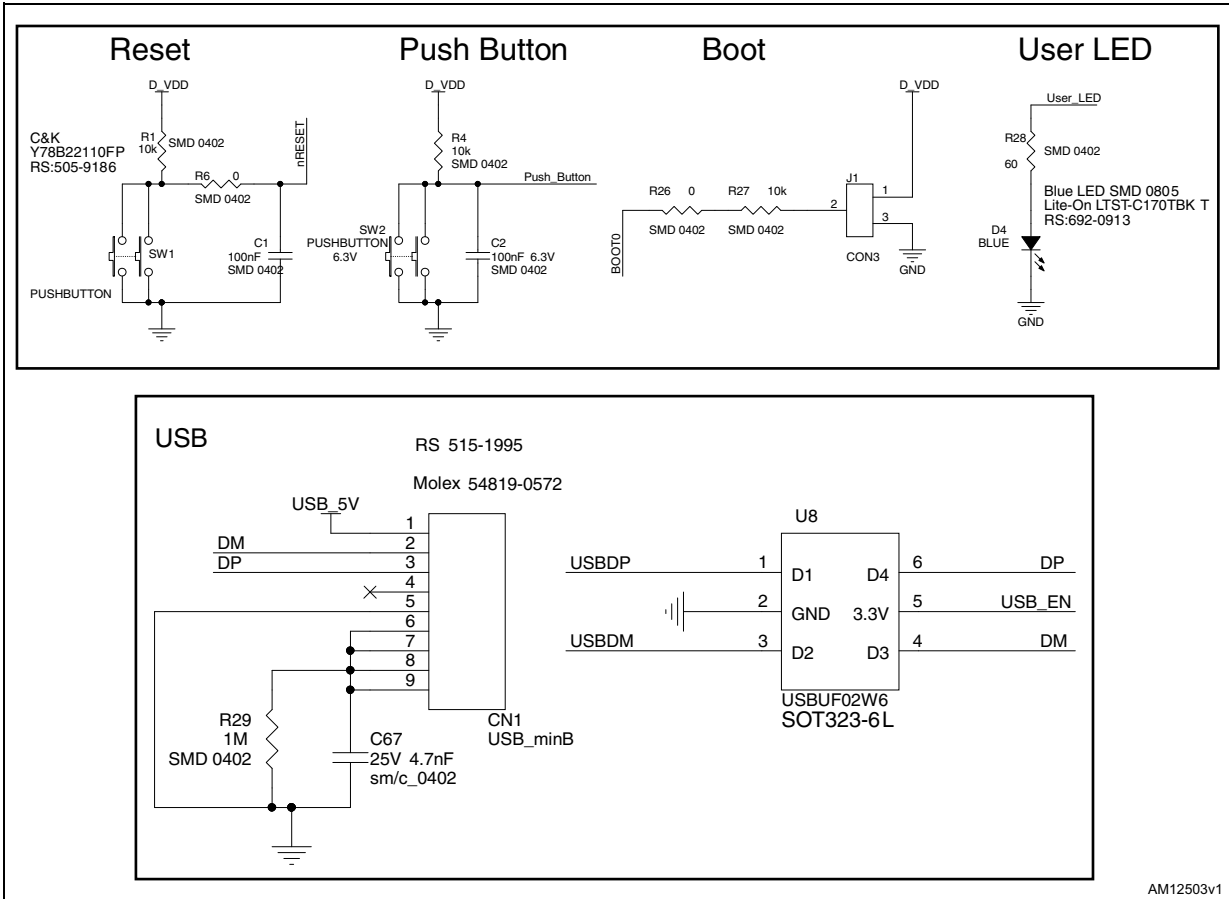 Reset
Push Button
Boot
User LED
D_VDD
C&K
Y78B22110FP
RS:505-9186
R1
10k
SMD 0402
R6 0
SMD 0402
nRESET
C1
100nF
SMD 0402
SW1
PUSHBUTTON
D_VDD
R4
10k
SMD 0402
Push_Button
SW2
PUSHBUTTON
6.3V
C2
100nF 6.3V
SMD 0402
D_VDD
R26 0
SMD 0402
R27 10k
SMD 0402
BOOT0
J1
1
2
3
CON3
GND
User_LED
R28
60
SMD 0402
Blue LED SMD 0805
Lite-On LTST-C170TBK T
RS:692-0913
D4
BLUE
GND
USB
RS 515-1995
Molex 54819-0572
USB_5V
DM
DP
1
2
3
4
5
6
7
8
9
R29
1M
SMD 0402
C67
25V 4.7nF
sm/c_0402
CN1
USB_minB
U8
USBDP 1 D1 D4 6 DP
2 GND 3.3V 5 USB_EN
USBDM 3 D2 D3 4 DM
USBUF02W6
SOT323-6L
AM12503v1